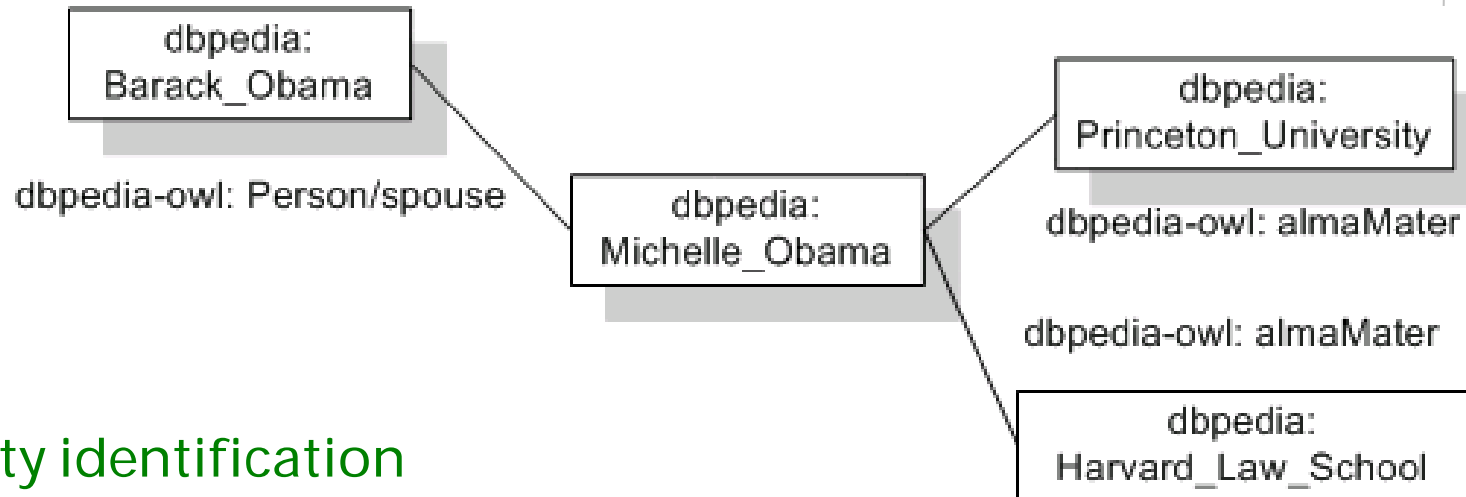 dbpedia:
Barack_Obama
dbpedia-owl: Person/spouse
dbpedia:
Michelle_Obama
dbpedia:
Princeton_University
dbpedia-owl: almaMater
dbpedia-owl: almaMater
dbpedia:
Harvard_Law_School
ty identification